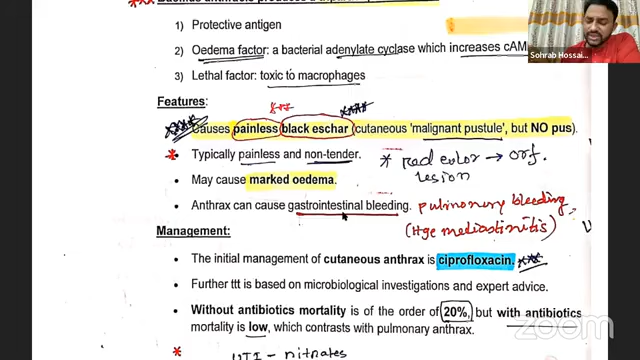 *** Bacillus anthracis produces a tripartite
1) Protective antigen
2) Oedema factor: a bacterial adenylate cyclase which increases cAM
3) Lethal factor: toxic to macrophages
Sohrab Hossai...
Features:
Causes painless black eschar (cutaneous 'malignant pustule', but NO pus).
* Typically painless and non-tender.
* red color → orf.
lesion
• May cause marked oedema.
• Anthrax can cause gastrointestinal bleeding. pulmonary bleeding
(Hge mediastinitis)
Management:
• The initial management of cutaneous anthrax is ciprofloxacin. ***
• Further ttt is based on microbiological investigations and expert advice.
• Without antibiotics mortality is of the order of 20%, but with antibiotics
mortality is low, which contrasts with pulmonary anthrax.
zoom
* UTI - nitrates